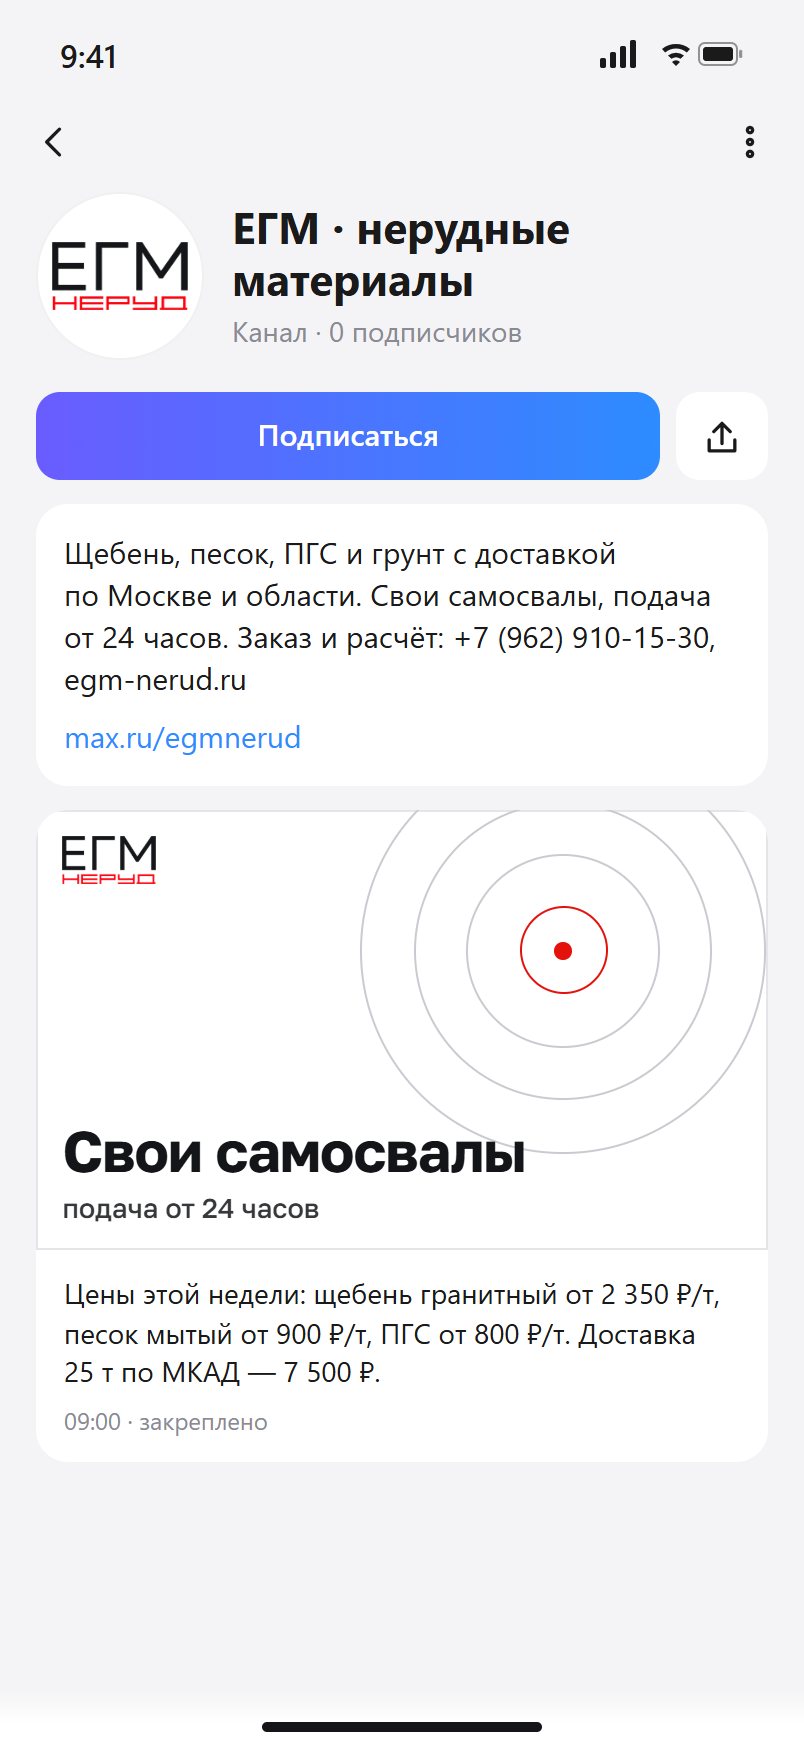 9:41
ЕГМ
НЕРУД
ЕГМ · нерудные
материалы
Канал · 0 подписчиков
Подписаться
Щебень, песок, ПГС и грунт с доставкой
по Москве и области. Свои самосвалы, подача
от 24 часов. Заказ и расчёт: +7 (962) 910-15-30,
egm-nerud.ru
max.ru/egmnerud
ЕГМ
НЕРУД
Свои самосвалы
подача от 24 часов
Цены этой недели: щебень гранитный от 2 350 ₽/т,
песок мытый от 900 ₽/т, ПГС от 800 ₽/т. Доставка
25 т по МКАД — 7 500 ₽.
09:00 · закреплено